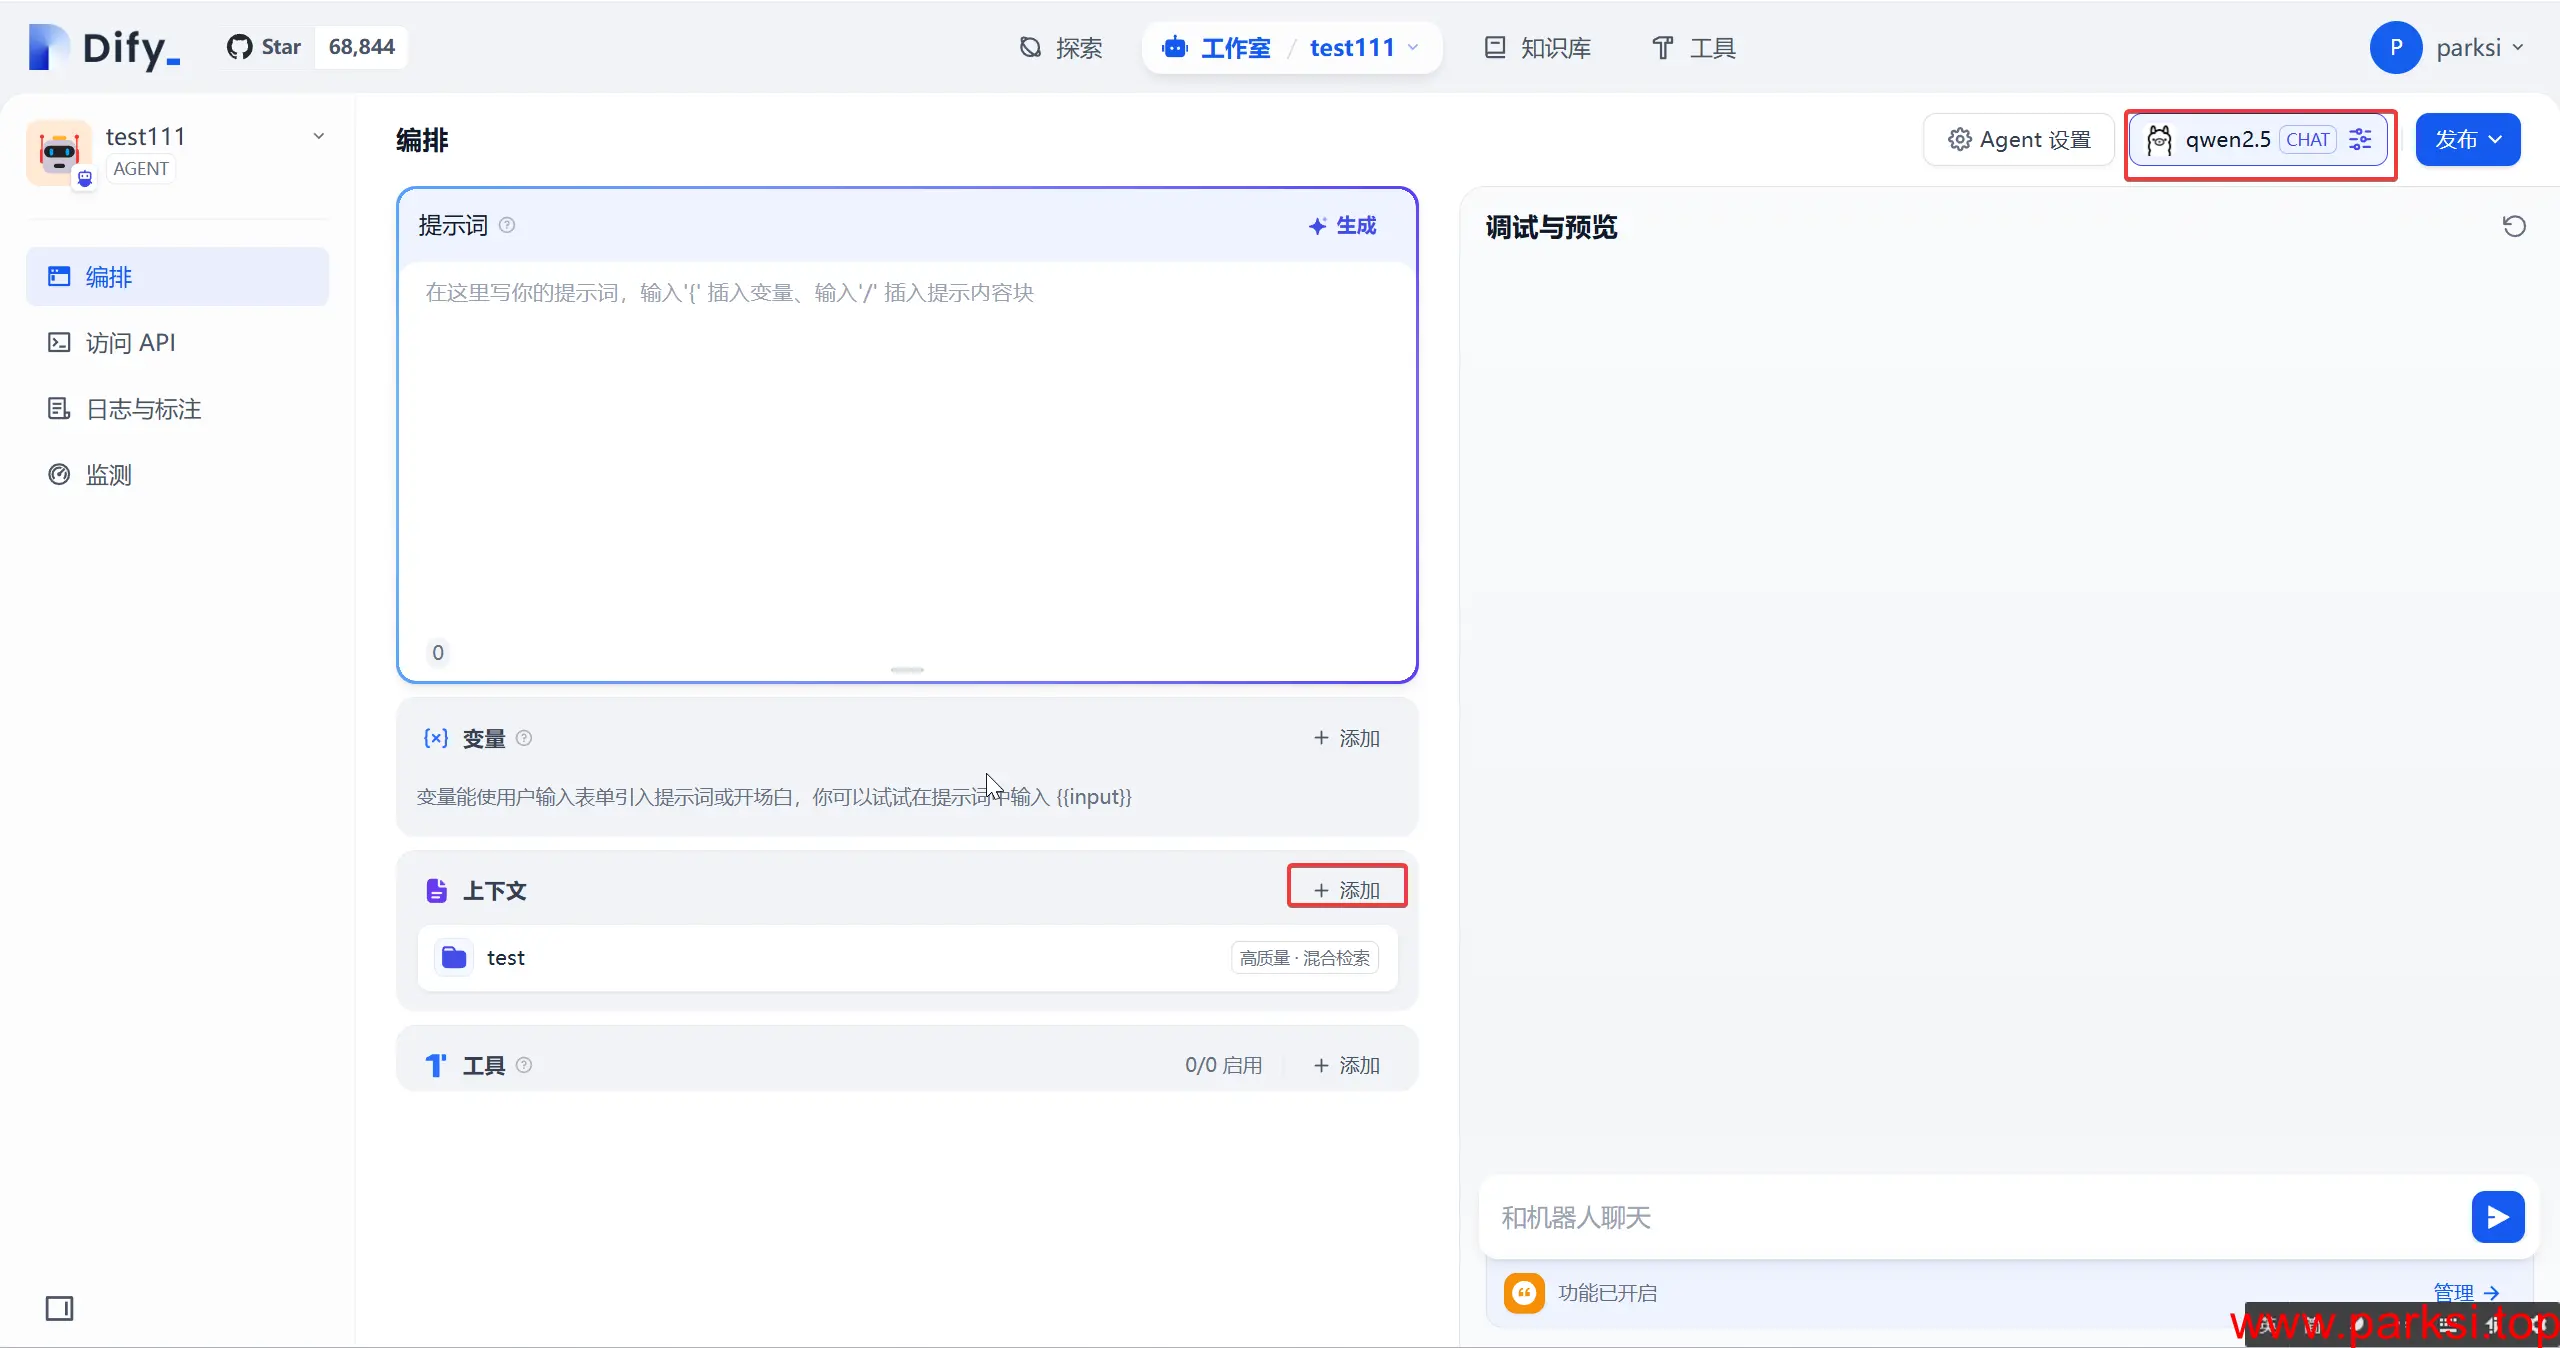 Dify_
Star 68,844
探索
工作室 / test111
知识库
工具
P parksi
test111
AGENT
编排
访问 API
日志与标注
监测
编排
Agent 设置
qwen2.5 CHAT
发布
提示词
生成
在这里写你的提示词，输入'{' 插入变量、输入'/' 插入提示内容块
0
{x} 变量
+ 添加
变量能使用户输入表单引入提示词或开场白，你可以试试在提示词中输入 {{input}}
上下文
+ 添加
test
高质量 · 混合检索
工具
0/0 启用
+ 添加
调试与预览
和机器人聊天
功能已开启
管理 →
www.parksi.top